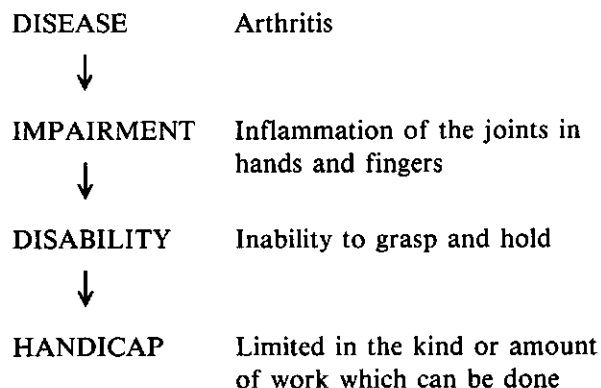 DISEASE Arthritis
IMPAIRMENT Inflammation of the joints in
hands and fingers
DISABILITY Inability to grasp and hold
HANDICAP Limited in the kind or amount
of work which can be done